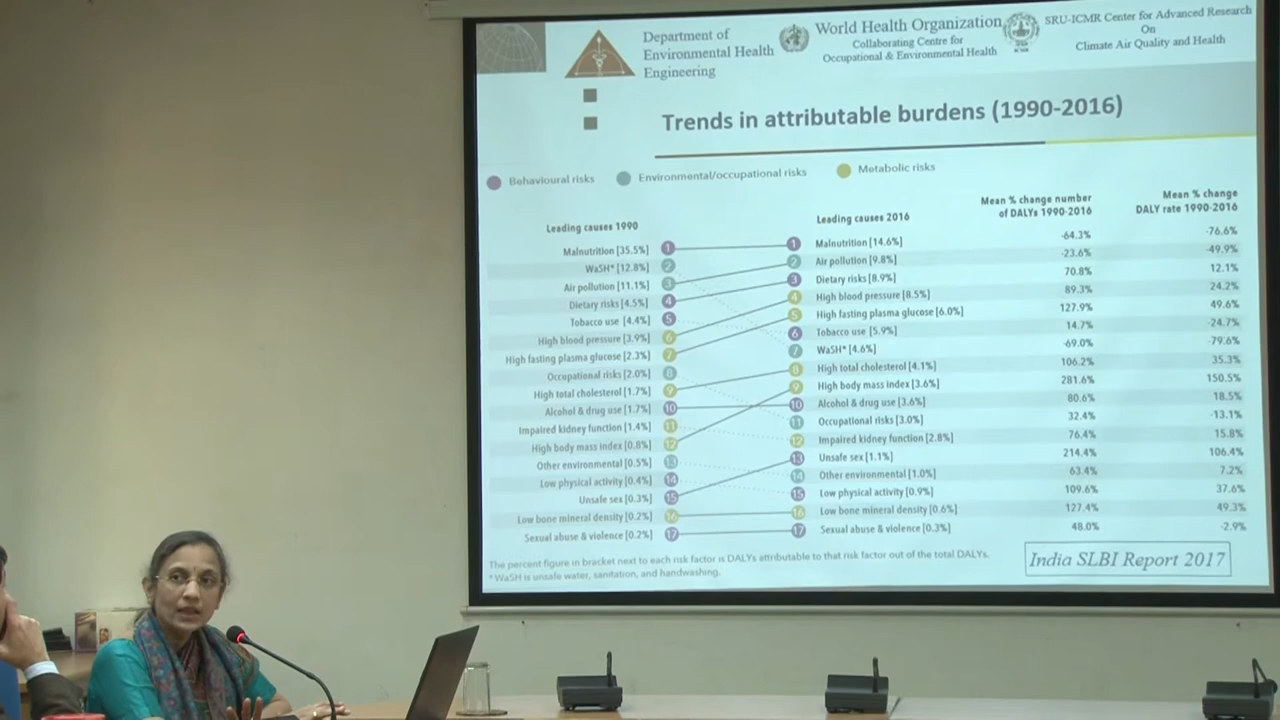 Department of
Environmental Health
Engineering
World Health Organization
Collaborating Centre for
Occupational & Environmental Health
SRU-ICMR Center for Advanced Research
On
Climate Air Quality and Health
Trends in attributable burdens (1990-2016)
Behavioural risks
Environmental/occupational risks
Metabolic risks
Leading causes 1990
Leading causes 2016
Mean % change number
of DALYs 1990-2016
Mean % change
DALY rate 1990-2016
Malnutrition [35.5%] 1 1 Malnutrition [14.6%] -64.3% -76.6%
WaSH* [12.8%] 2 2 Air pollution [9.8%] -23.6% -49.9%
Air pollution [11.1%] 3 3 Dietary risks [8.9%] 70.8% 12.1%
Dietary risks [4.5%] 4 4 High blood pressure [8.5%] 89.3% 24.2%
Tobacco use [4.4%] 5 5 High fasting plasma glucose [6.0%] 127.9% 49.6%
High blood pressure [3.9%] 6 6 Tobacco use [5.9%] 14.7% -24.7%
High fasting plasma glucose [2.3%] 7 7 WaSH* [4.6%] -69.0% -79.6%
Occupational risks [2.0%] 8 8 High total cholesterol [4.1%] 106.2% 35.3%
High total cholesterol [1.7%] 9 9 High body mass index [3.6%] 281.6% 150.5%
Alcohol & drug use [1.7%] 10 10 Alcohol & drug use [3.6%] 80.6% 18.5%
Impaired kidney function [1.4%] 11 11 Occupational risks [3.0%] 32.4% -13.1%
High body mass index [0.8%] 12 12 Impaired kidney function [2.8%] 76.4% 15.8%
Other environmental [0.5%] 13 13 Unsafe sex [1.1%] 214.4% 106.4%
Low physical activity [0.4%] 14 14 Other environmental [1.0%] 63.4% 7.2%
Unsafe sex [0.3%] 15 15 Low physical activity [0.9%] 109.6% 37.6%
Low bone mineral density [0.2%] 16 16 Low bone mineral density [0.6%] 127.4% 49.3%
Sexual abuse & violence [0.2%] 17 17 Sexual abuse & violence [0.3%] 48.0% -2.9%
The percent figure in bracket next to each risk factor is DALYs attributable to that risk factor out of the total DALYs.
* WaSH is unsafe water, sanitation, and handwashing.
India SLBI Report 2017